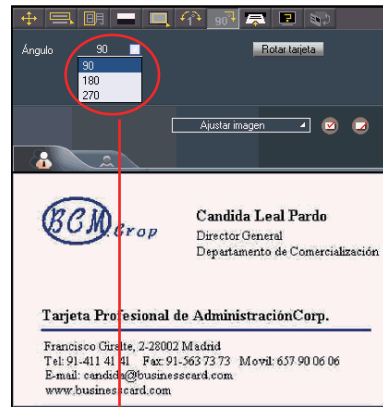 90
Ángulo 90 Rotar tarjeta
90
180
270
Ajustar imagen
BCM Grop
Candida Leal Pardo
Director General
Departamento de Comercialización
Tarjeta Profesional de AdministraciónCorp.
Francisco Giralte, 2-28002 Madrid
Tel: 91-411 41 41 Fax: 91-563 73 73 Movil: 657 90 06 06
E-mail: candida@businesscard.com
www.businesscard.com